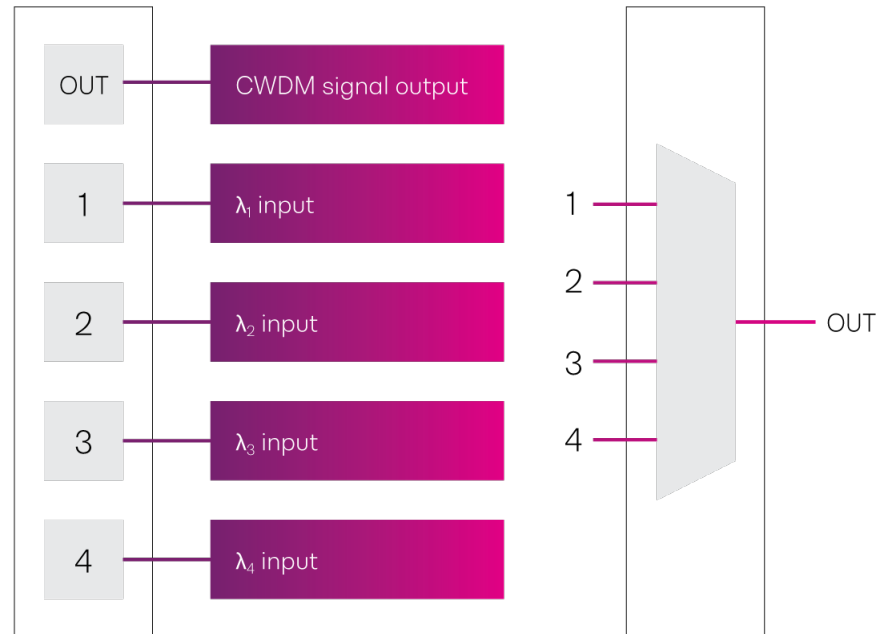 OUT
CWDM signal output
1
λ₁ input
2
λ₂ input
3
λ₃ input
4
λ₄ input
1
2
3
4
OUT